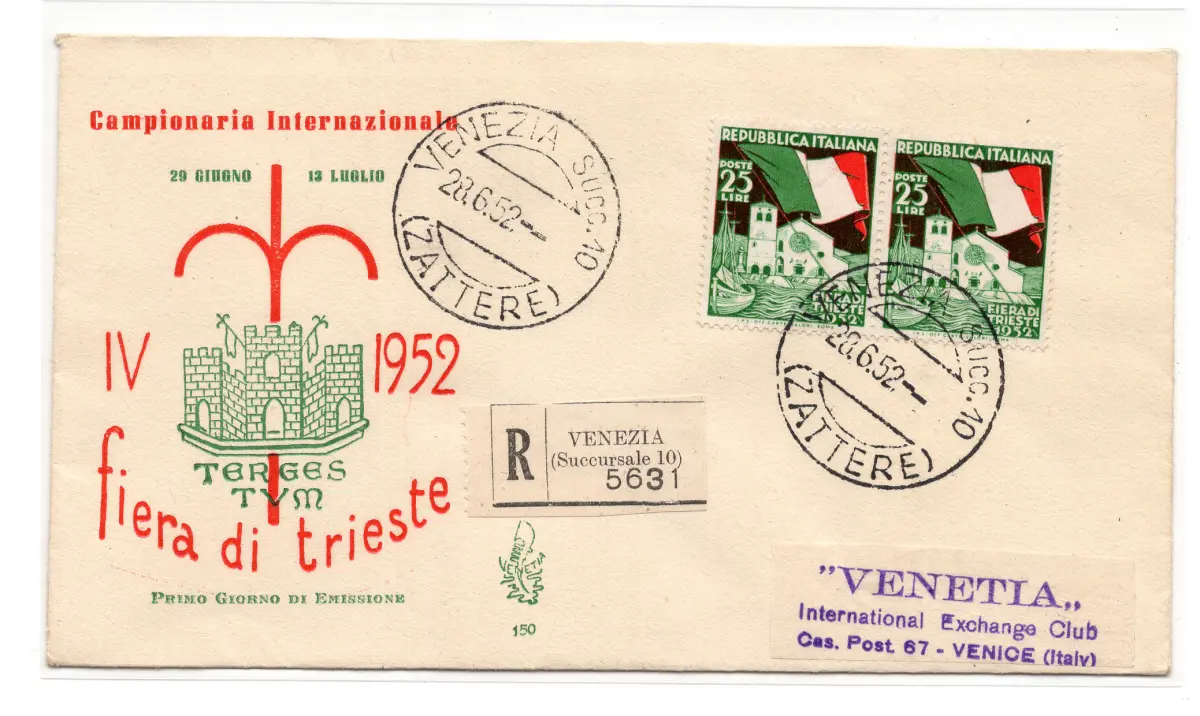 Campionaria Internazionale
29 GIUGNO 13 LUGLIO
IV 1952
TERGES
TVM
fiera di trieste
PRIMO GIORNO DI EMISSIONE
VENEZIA SUCC. 10
28.6.52
(ZATTERE)
REPUBBLICA ITALIANA
POSTE
25
LIRE
FIERA DI
TRIESTE
1952
REPUBBLICA ITALIANA
POSTE
25
LIRE
FIERA DI
TRIESTE
1952
VENEZIA SUCC. 10
28.6.52
(ZATTERE)
R VENEZIA
(Succursale 10)
5631
VENETIA
150
"VENETIA„
International Exchange Club
Cas. Post. 67 - VENICE (Italy)